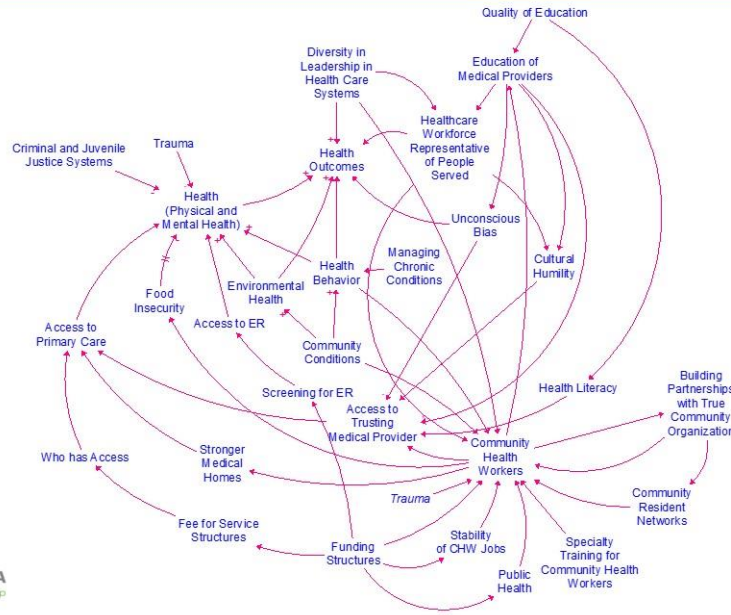 Quality of Education
Diversity in
Leadership in
Health Care
Systems
Education of
Medical Providers
Healthcare
Workforce
Representative
of People
Served
Criminal and Juvenile
Justice Systems
Trauma
Health
Outcomes
Health
(Physical and
Mental Health)
Unconscious
Bias
Cultural
Humility
Managing
Chronic
Conditions
Health
Behavior
Environmental
Health
Food
Insecurity
Access to ER
Access to
Primary Care
Community
Conditions
Screening for ER
Health Literacy
Building
Partnerships
with True
Community
Organization
Access to
Trusting
Medical Provider
Community
Health
Workers
Who has Access
Stronger
Medical
Homes
Trauma
Community
Resident
Networks
Fee for Service
Structures
Funding
Structures
Stability
of CHW Jobs
Specialty
Training for
Community Health
Workers
Public
Health
A